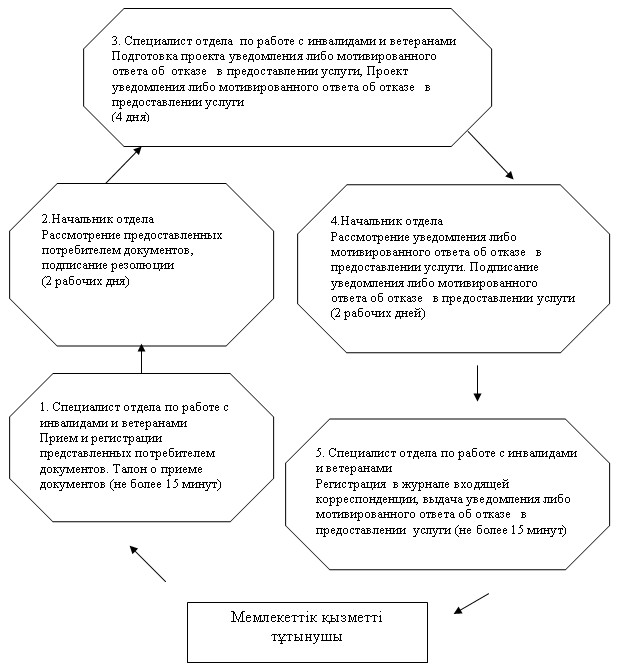 3. Специалист отдела по работе с инвалидами и ветеранами
Подготовка проекта уведомления либо мотивированного
ответа об отказе в предоставлении услуги, Проект
уведомления либо мотивированного ответа об отказе в
предоставлении услуги
(4 дня)
2.Начальник отдела
Рассмотрение предоставленных
потребителем документов,
подписание резолюции
(2 рабочих дня)
4.Начальник отдела
Рассмотрение уведомления либо
мотивированного ответа об отказе в
предоставлении услуги. Подписание
уведомления либо мотивированного
ответа об отказе в предоставлении услуги
(2 рабочих дней)
1. Специалист отдела по работе с
инвалидами и ветеранами
Прием и регистрации
представленных потребителем
документов. Талон о приеме
документов (не более 15 минут)
5. Специалист отдела по работе с инвалидами
и ветеранами
Регистрация в журнале входящей
корреспонденции, выдача уведомления либо
мотивированного ответа об отказе в
предоставлении услуги (не более 15 минут)
Мемлекеттік қызметті
тұтынушы